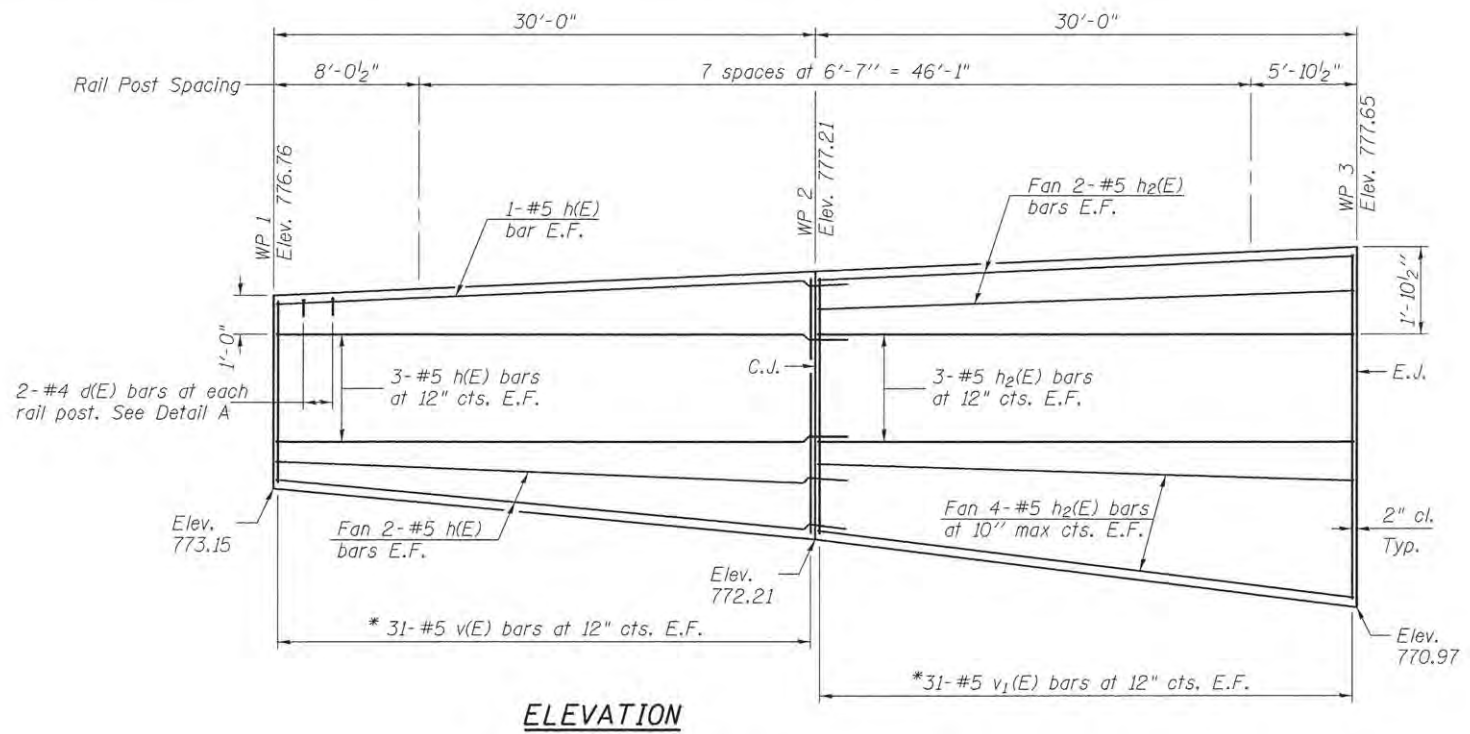 30'-0"
30'-0"
Rail Post Spacing
8'-0½"
7 spaces at 6'-7'' = 46'-1"
5'-10½"
WP 1
Elev. 776.76
WP 2
Elev. 777.21
WP 3
Elev. 777.65
1-#5 h(E)
bar E.F.
Fan 2-#5 h₂(E)
bars E.F.
1'-0"
1'-10½''
2-#4 d(E) bars at each
rail post. See Detail A
3-#5 h(E) bars
at 12" cts. E.F.
C.J.
3-#5 h₂(E) bars
at 12" cts. E.F.
E.J.
Elev.
773.15
Fan 2-#5 h(E)
bars E.F.
Fan 4-#5 h₂(E) bars
at 10'' max cts. E.F.
2" cl.
Typ.
Elev.
772.21
* 31-#5 v(E) bars at 12" cts. E.F.
Elev.
770.97
*31-#5 v₁(E) bars at 12" cts. E.F.
ELEVATION